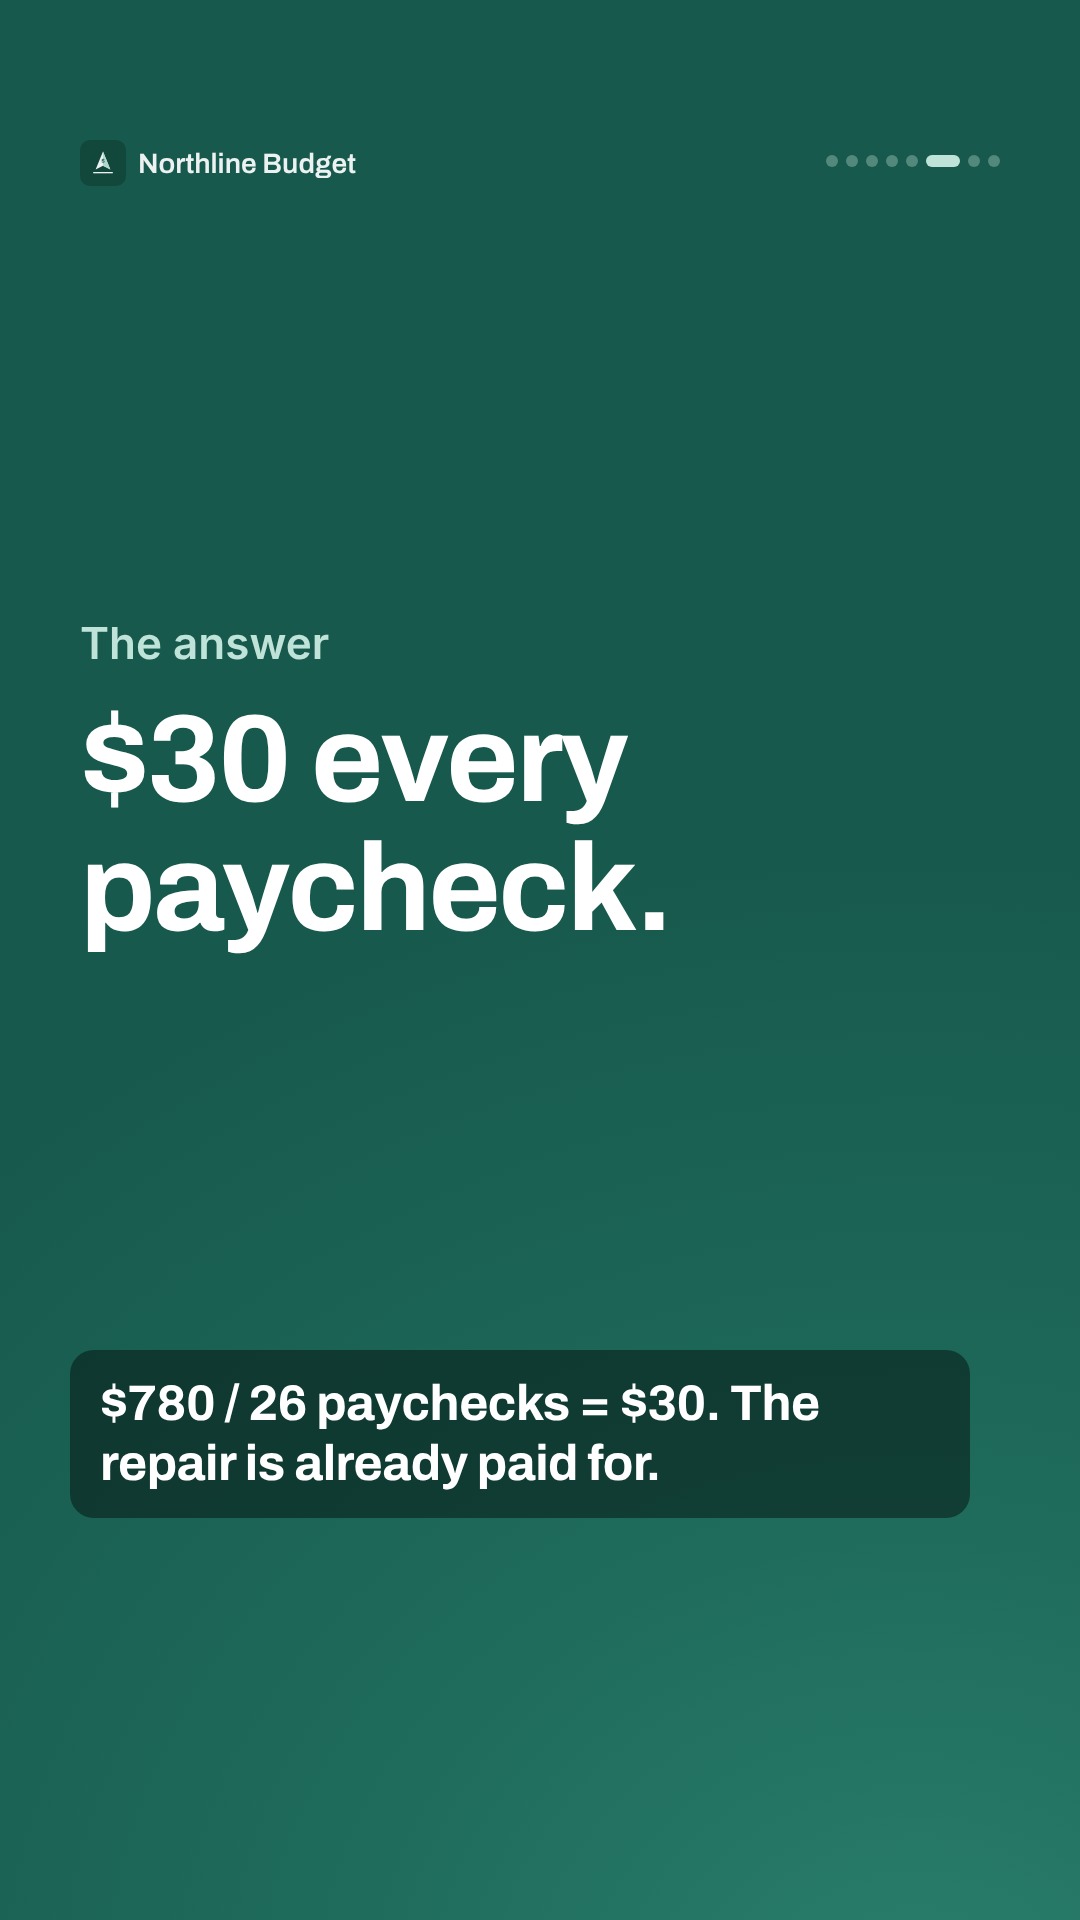 Northline Budget
The answer
$30 every
paycheck.
$780 / 26 paychecks = $30. The
repair is already paid for.